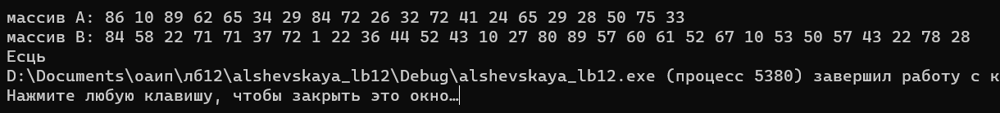 массив A: 86 10 89 62 65 34 29 84 72 26 32 72 41 24 65 29 28 50 75 33
массив B: 84 58 22 71 71 37 72 1 22 36 44 52 43 10 27 80 89 57 60 61 52 67 10 53 50 57 43 22 78 28
Есць
D:\Documents\оаип\лб12\alshevskaya_lb12\Debug\alshevskaya_lb12.exe (процесс 5380) завершил работу с к
Нажмите любую клавишу, чтобы закрыть это окно…